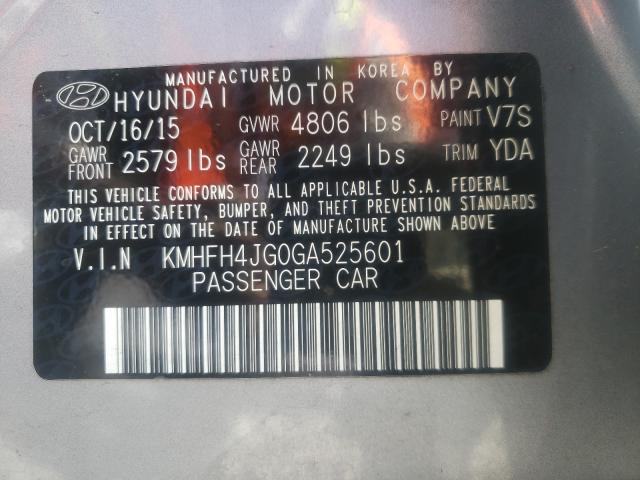 MANUFACTURED IN KOREA BY
HYUNDAI MOTOR COMPANY
OCT/16/15 GVWR 4806 lbs PAINT V7S
GAWR FRONT 2579 lbs GAWR REAR 2249 lbs TRIM YDA
THIS VEHICLE CONFORMS TO ALL APPLICABLE U.S.A. FEDERAL
MOTOR VEHICLE SAFETY, BUMPER, AND THEFT PREVENTION STANDARDS
IN EFFECT ON THE DATE OF MANUFACTURE SHOWN ABOVE.
V.I.N KMHFH4JG0GA525601
PASSENGER CAR